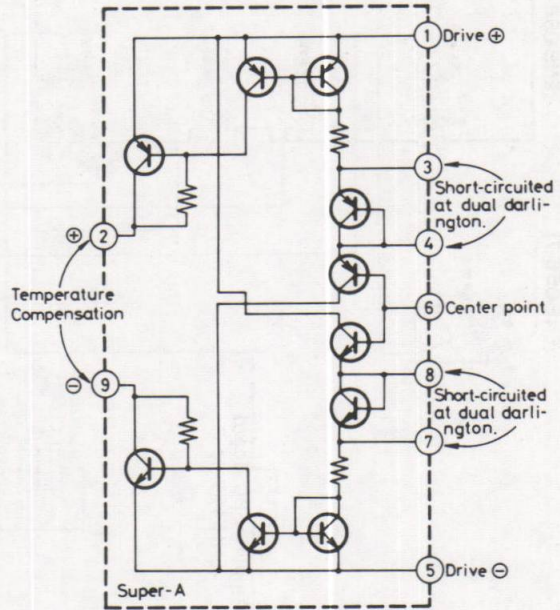 1 Drive ⊕
3
Short-circuited
at dual darli-
ngton.
4
⊕ 2
Temperature
Compensation
6 Center point
⊖ 9
8
Short-circuited
at dual darli-
ngton.
7
5 Drive ⊖
Super-A